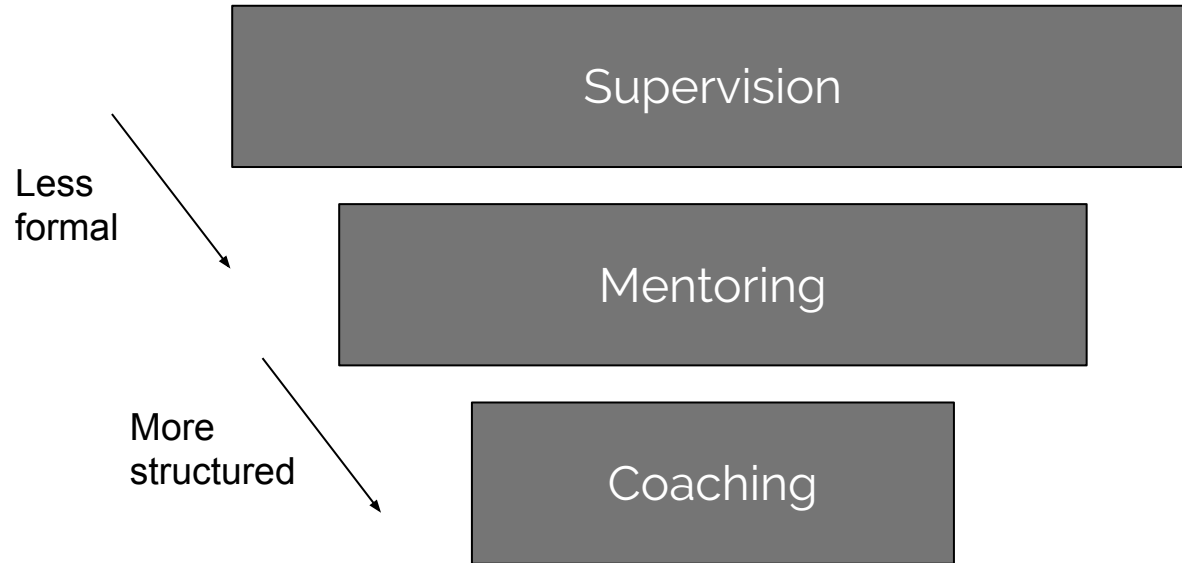 Supervision
Less
formal
Mentoring
More
structured
Coaching